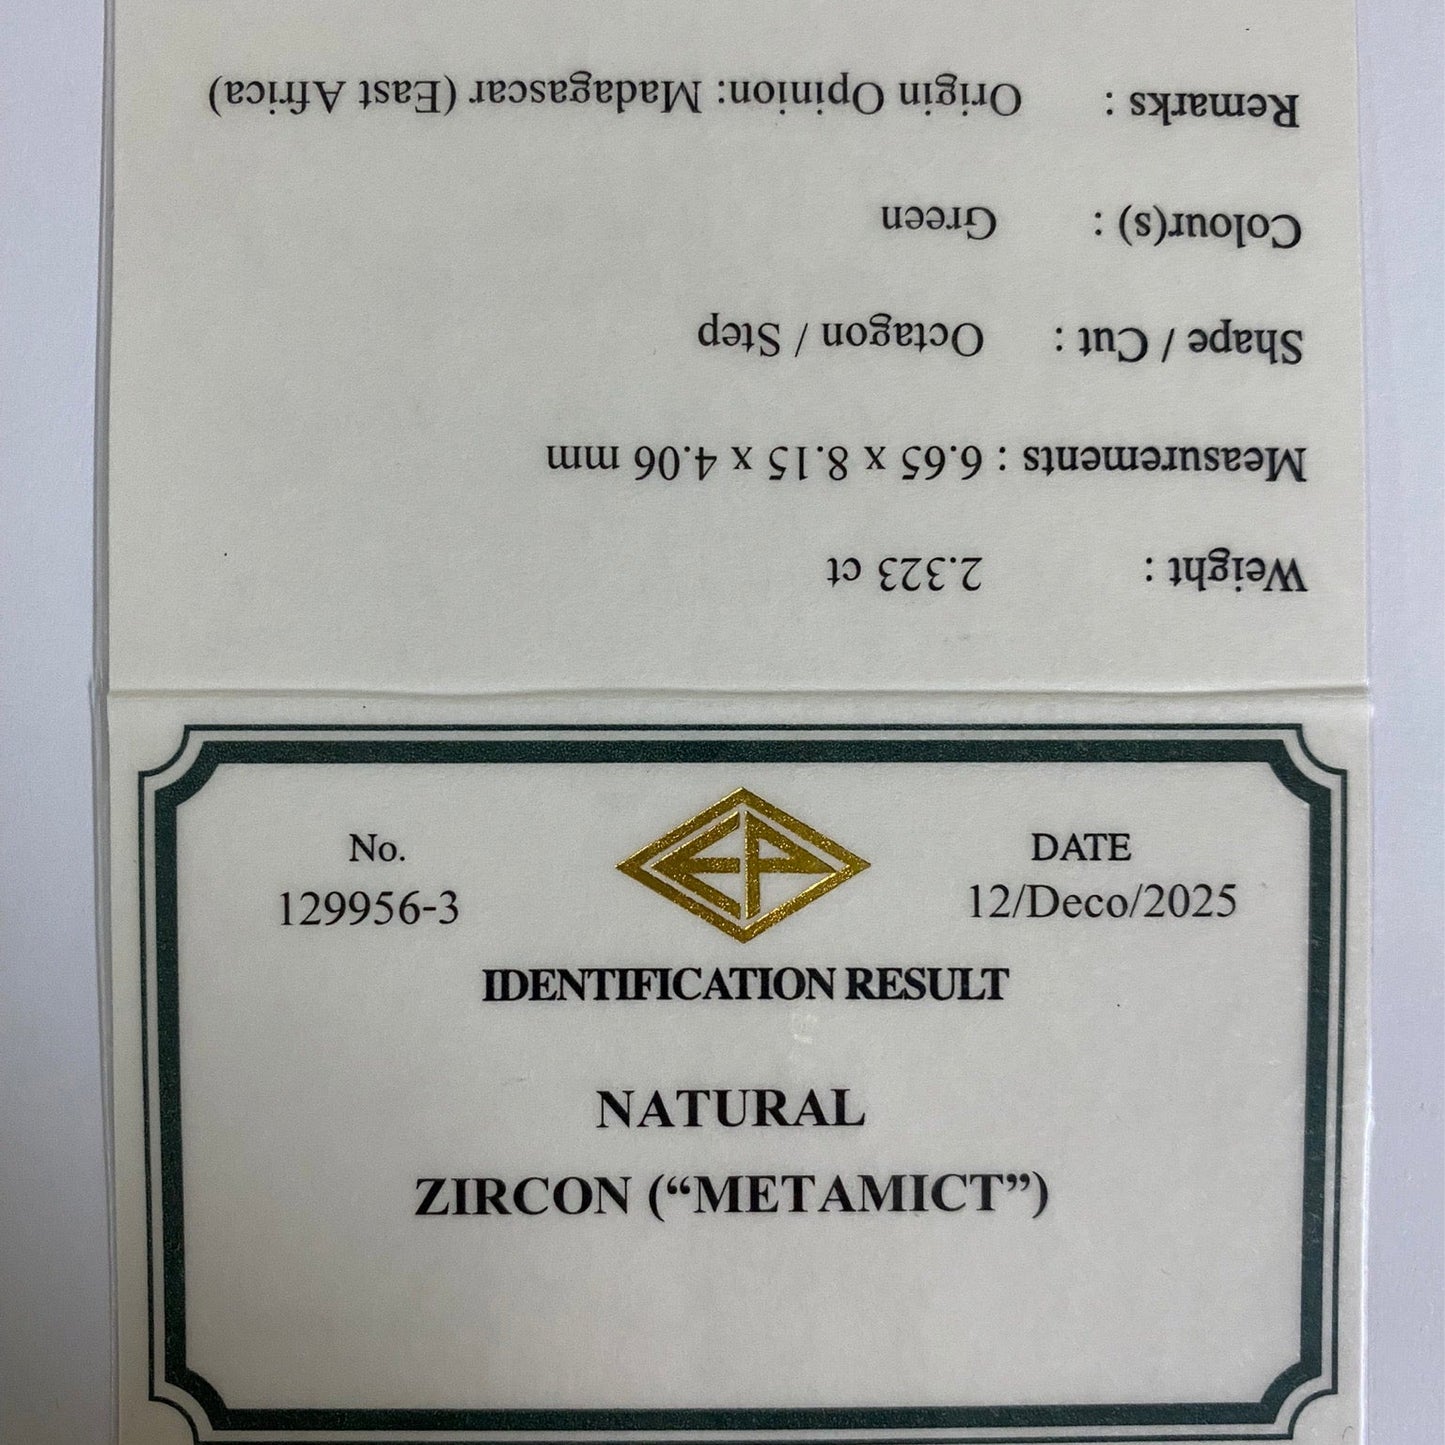 No.
129956-3
EP
DATE
12/Deco/2025
IDENTIFICATION RESULT
NATURAL
ZIRCON (“METAMICT”)
Weight : 2.323 ct
Measurements : 6.65 x 8.15 x 4.06 mm
Shape / Cut : Octagon / Step
Colour(s) : Green
Remarks : Origin Opinion: Madagascar (East Africa)